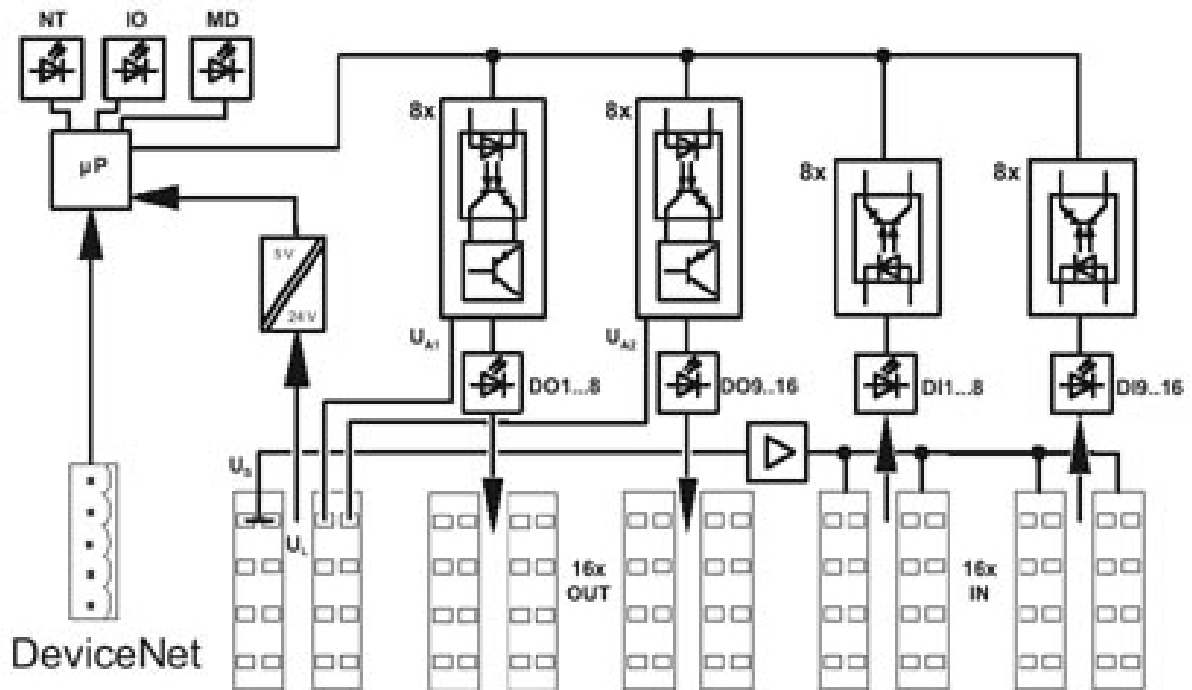 NT IO MD
8x 8x
µP
8x 8x
5V
24V
UA1 UA2
DO1...8 DO9..16 DI1...8 DI9..16
US
UL
16x 16x
OUT IN
DeviceNet